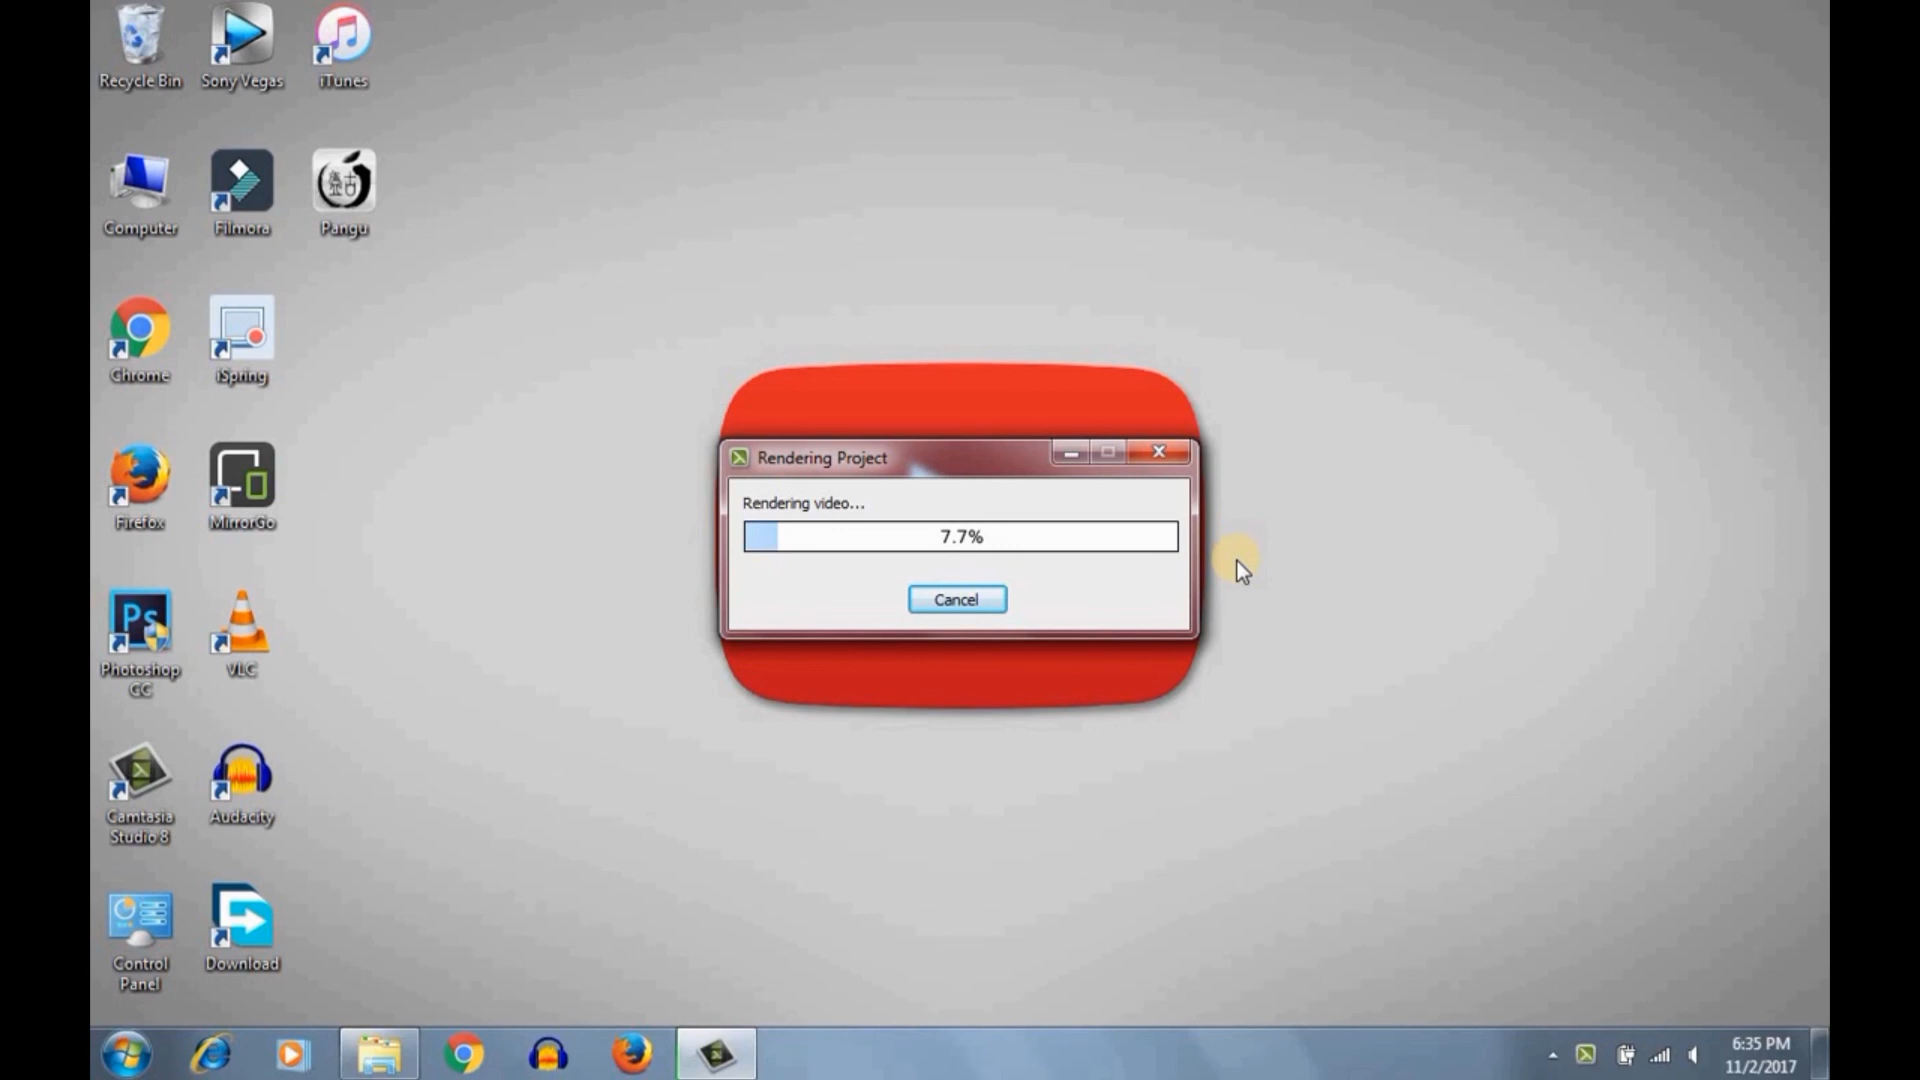 Recycle Bin
Sony Vegas
iTunes
Computer
Filmora
Pangu
Chrome
iSpring
Firefox
MirrorGo
Ps
Photoshop
CC
VLC
Camtasia
Studio 8
Audacity
Control
Panel
Download
Rendering Project
Rendering video...
7.7%
Cancel
6:35 PM
11/2/2017